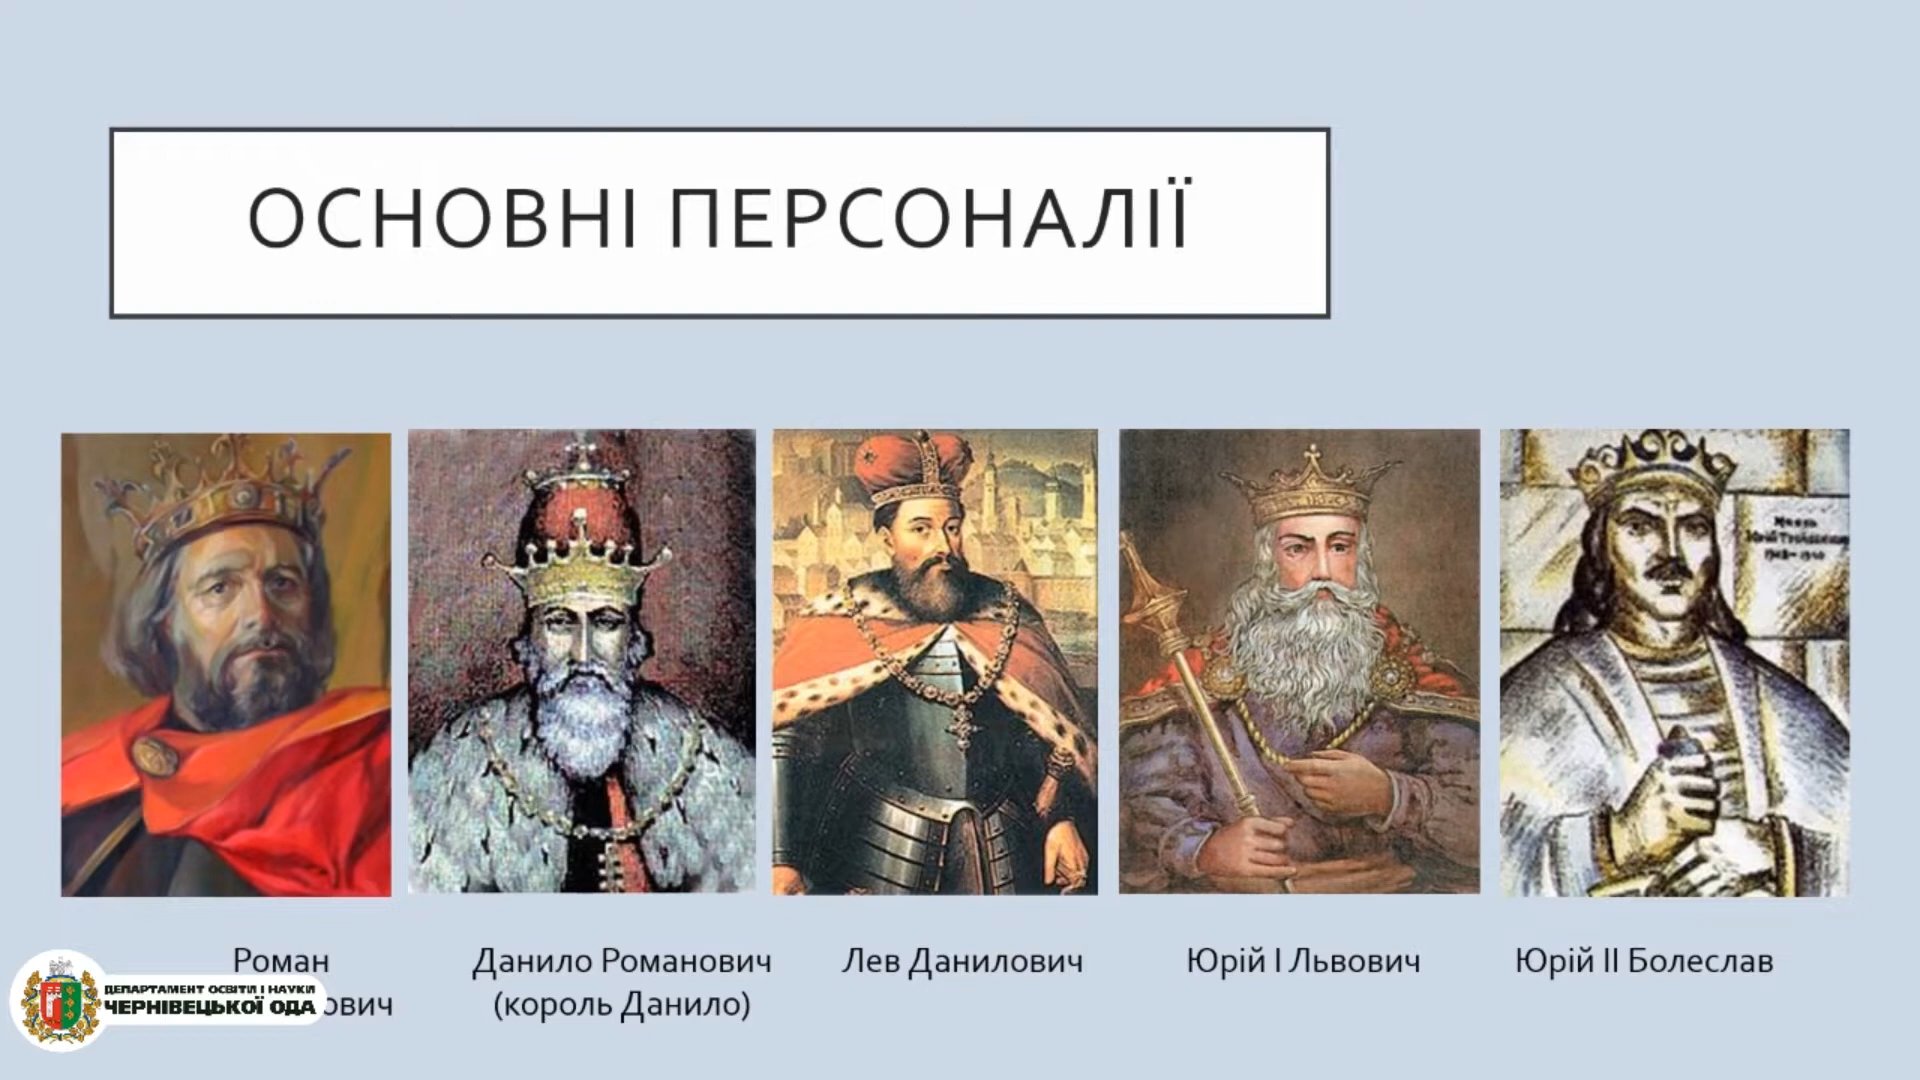 ОСНОВНІ ПЕРСОНАЛІЇ
Роман
ович
Данило Романович
(король Данило)
Лев Данилович
Юрій І Львович
Юрій ІІ Болеслав
ДЕПАРТАМЕНТ ОСВІТИ І НАУКИ
ЧЕРНІВЕЦЬКОЇ ОДА